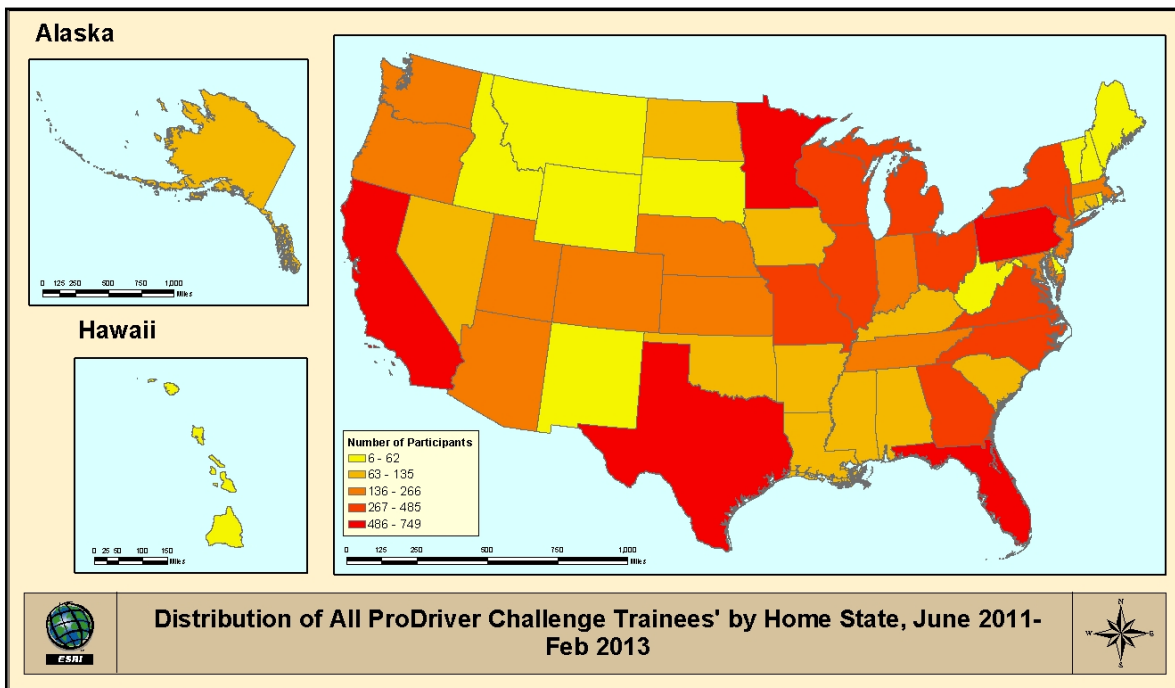 Alaska
0 125 250 500 750 1,000
Miles
Hawaii
0 25 50 100 150
Miles
Number of Participants
6 - 62
63 - 135
136 - 266
267 - 485
486 - 749
0 125 250 500 750 1,000
Miles
ESRI
Distribution of All ProDriver Challenge Trainees' by Home State, June 2011-
Feb 2013
N
W E
S